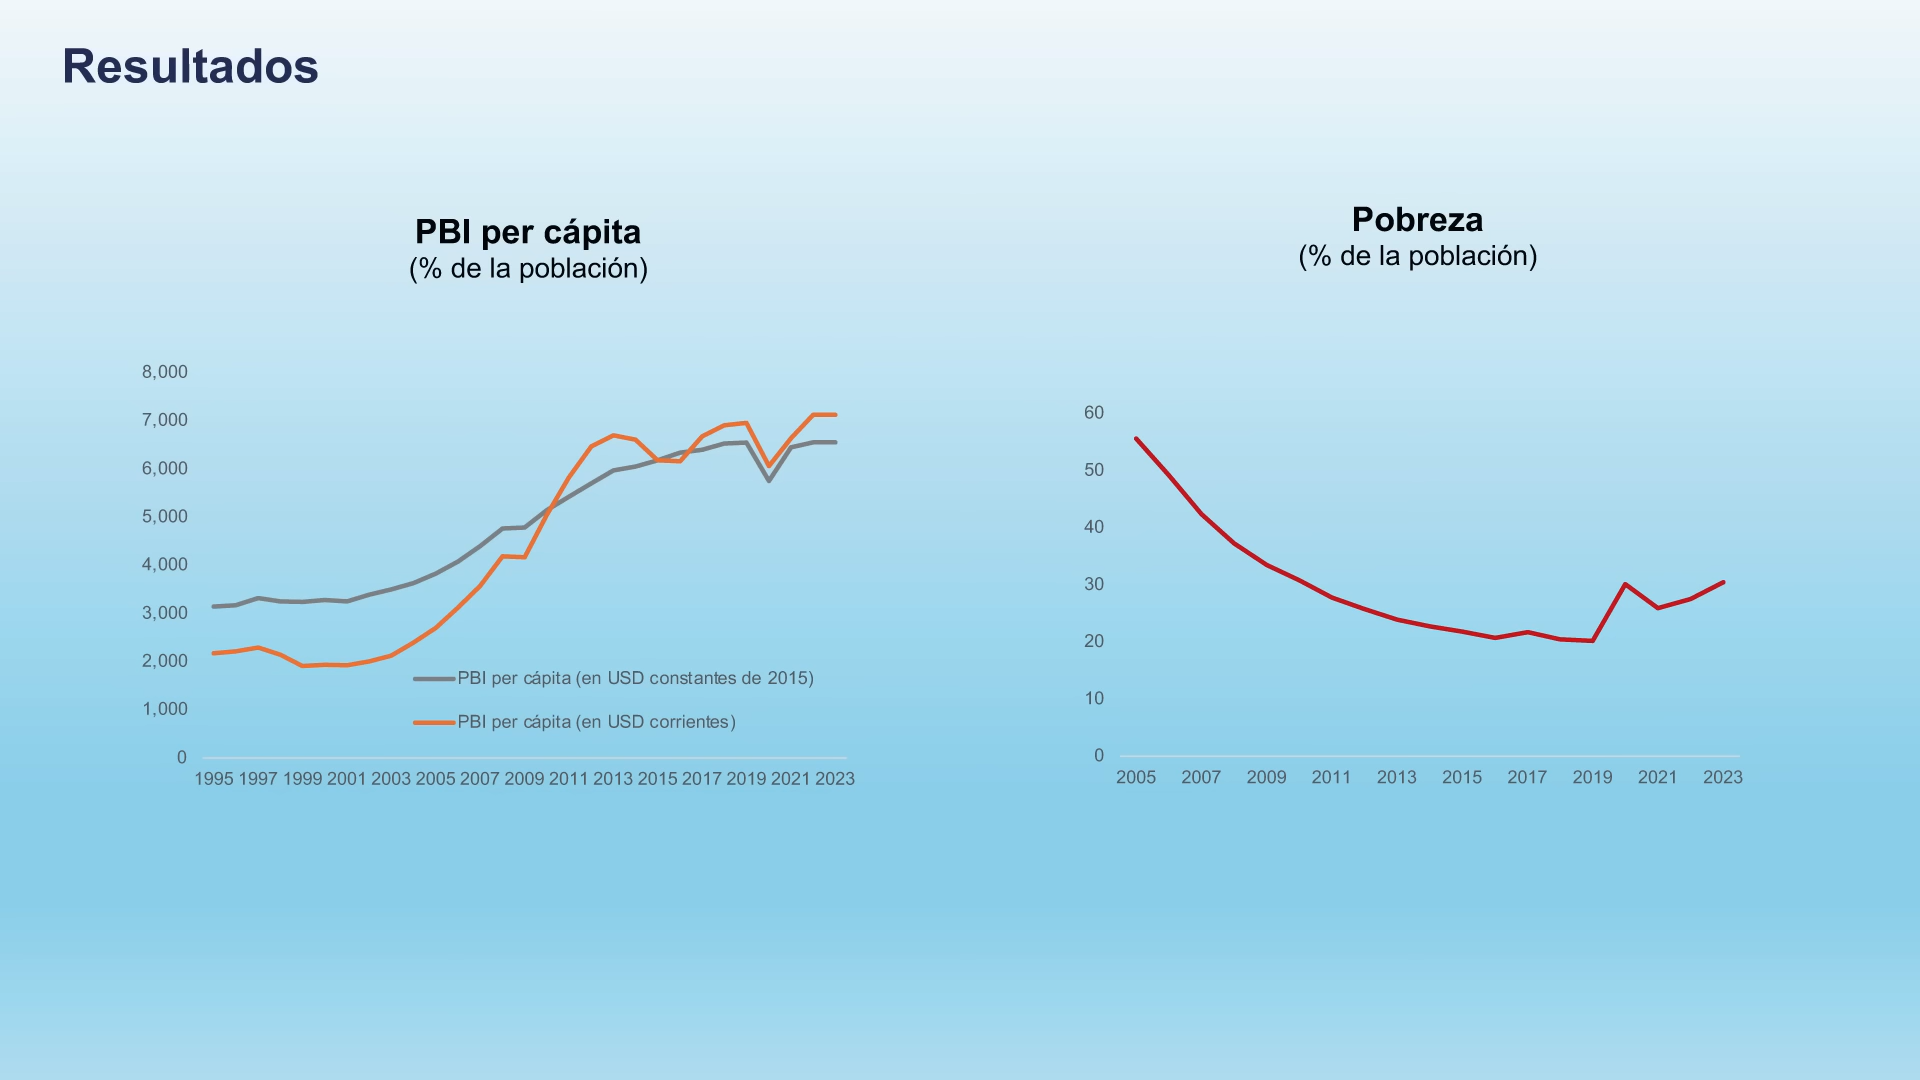 Resultados
PBI per cápita
(% de la población)
8,000
7,000
6,000
5,000
4,000
3,000
2,000
1,000
0
PBI per cápita (en USD constantes de 2015)
PBI per cápita (en USD corrientes)
1995 1997 1999 2001 2003 2005 2007 2009 2011 2013 2015 2017 2019 2021 2023
Pobreza
(% de la población)
60
50
40
30
20
10
0
2005 2007 2009 2011 2013 2015 2017 2019 2021 2023